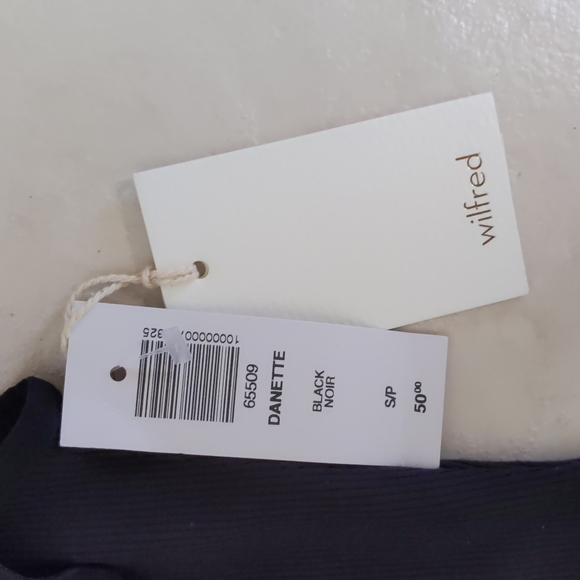 wilfred
65509
DANETTE
BLACK
NOIR
S/P
50⁰⁰